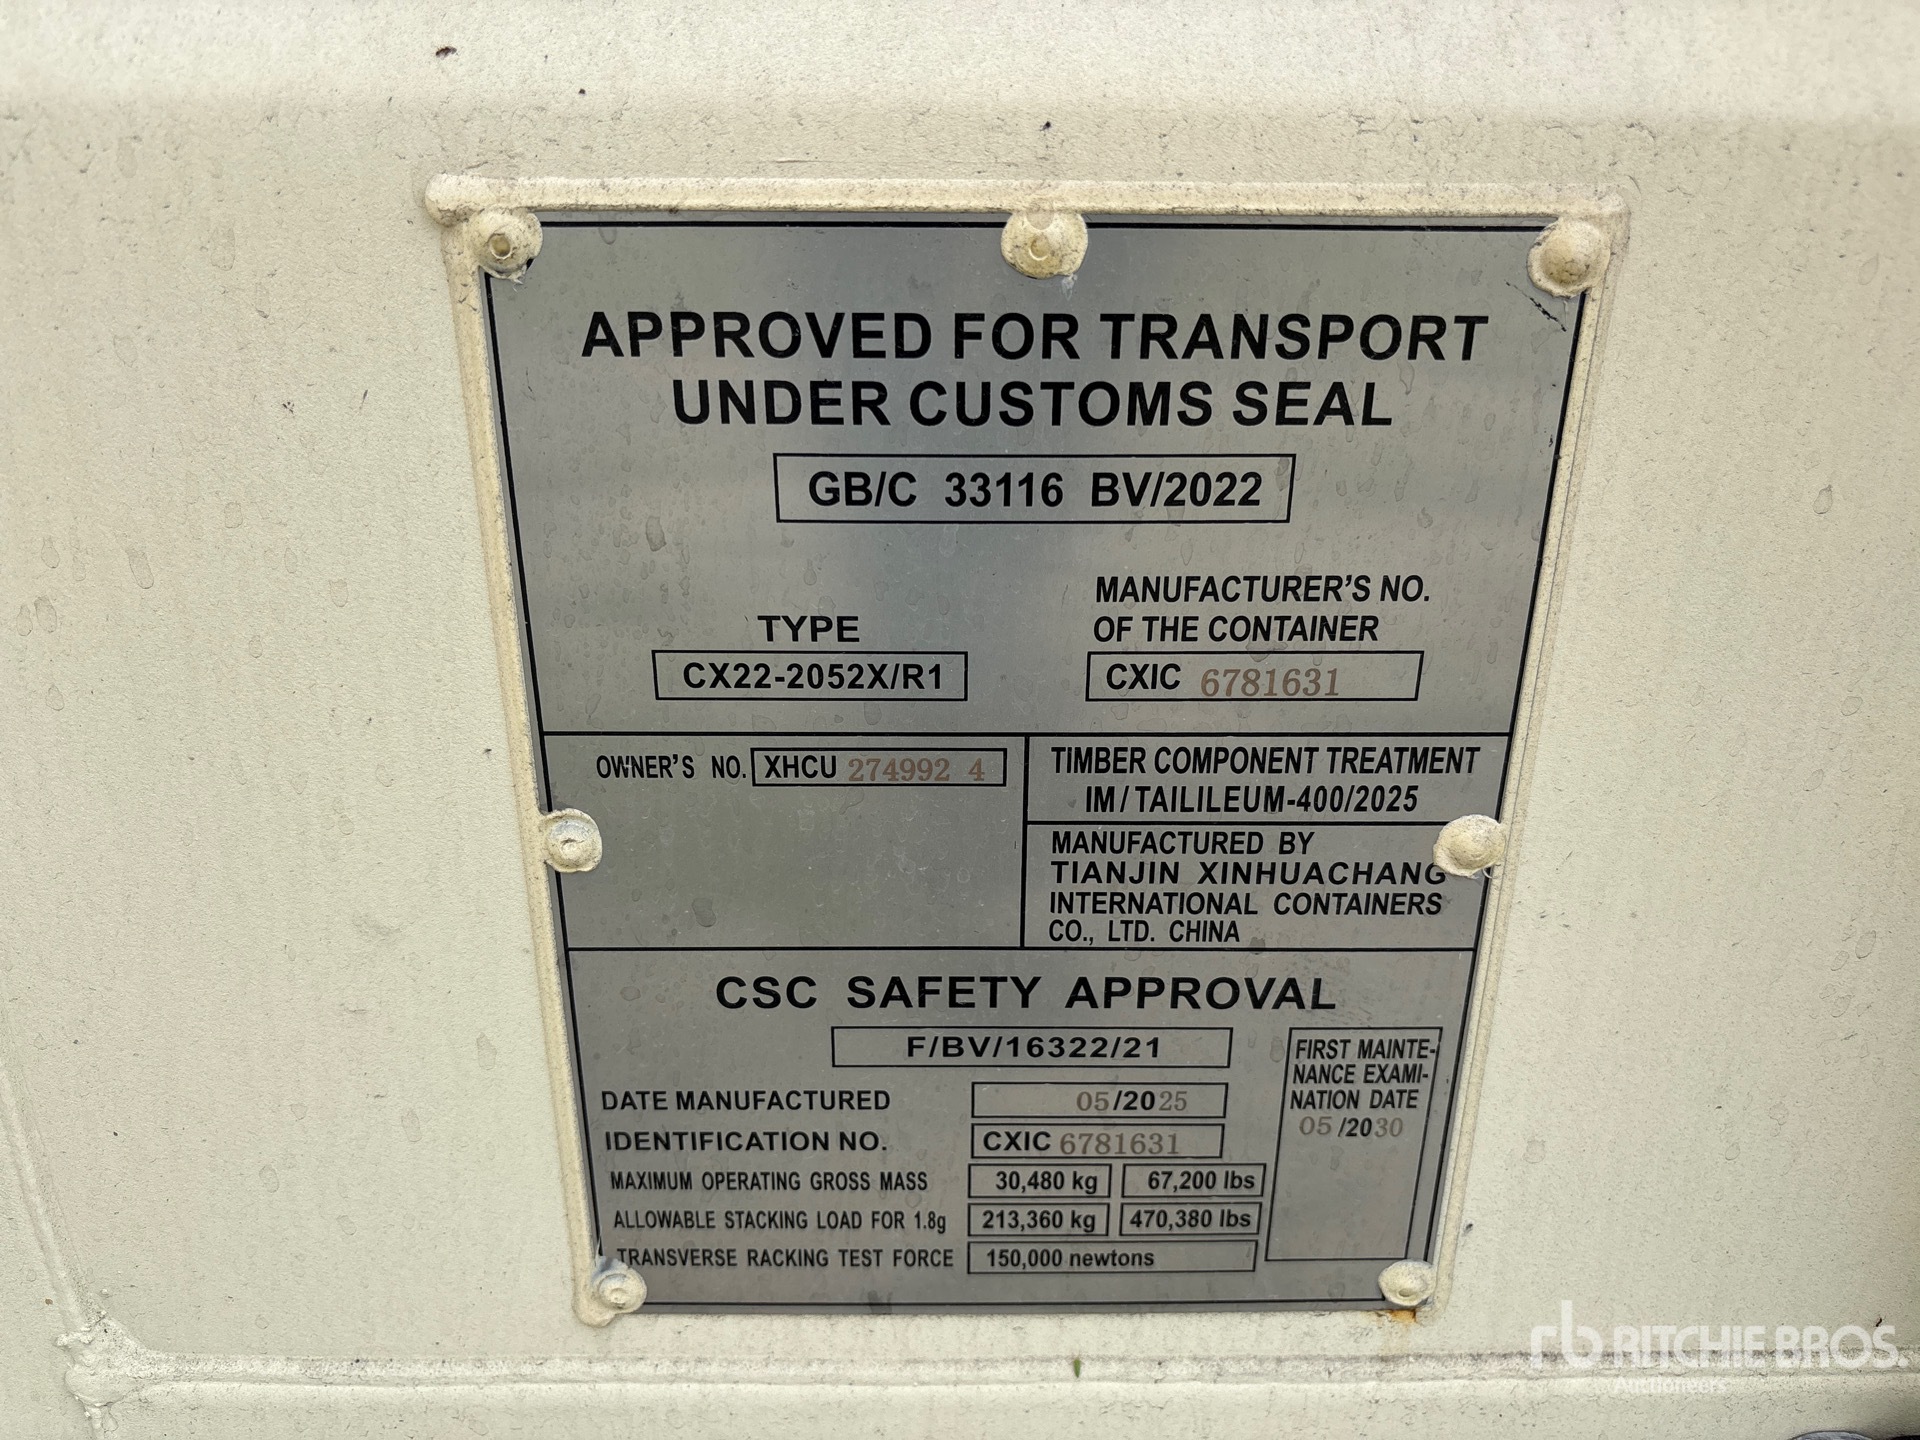 APPROVED FOR TRANSPORT
UNDER CUSTOMS SEAL
GB/C 33116 BV/2022
TYPE
CX22-2052X/R1
MANUFACTURER'S NO.
OF THE CONTAINER
CXIC 6781631
OWNER'S NO. XHCU 274992 4
TIMBER COMPONENT TREATMENT
IM/TAILILEUM-400/2025
MANUFACTURED BY
TIANJIN XINHUACHANG
INTERNATIONAL CONTAINERS
CO., LTD. CHINA
CSC SAFETY APPROVAL
F/BV/16322/21
DATE MANUFACTURED 05/2025
IDENTIFICATION NO. CXIC 6781631
MAXIMUM OPERATING GROSS MASS 30,480 kg 67,200 lbs
ALLOWABLE STACKING LOAD FOR 1.8g 213,360 kg 470,380 lbs
TRANSVERSE RACKING TEST FORCE 150,000 newtons
FIRST MAINTE-
NANCE EXAMI-
NATION DATE
05/2030
rb RITCHIE BROS.
Auctioneers